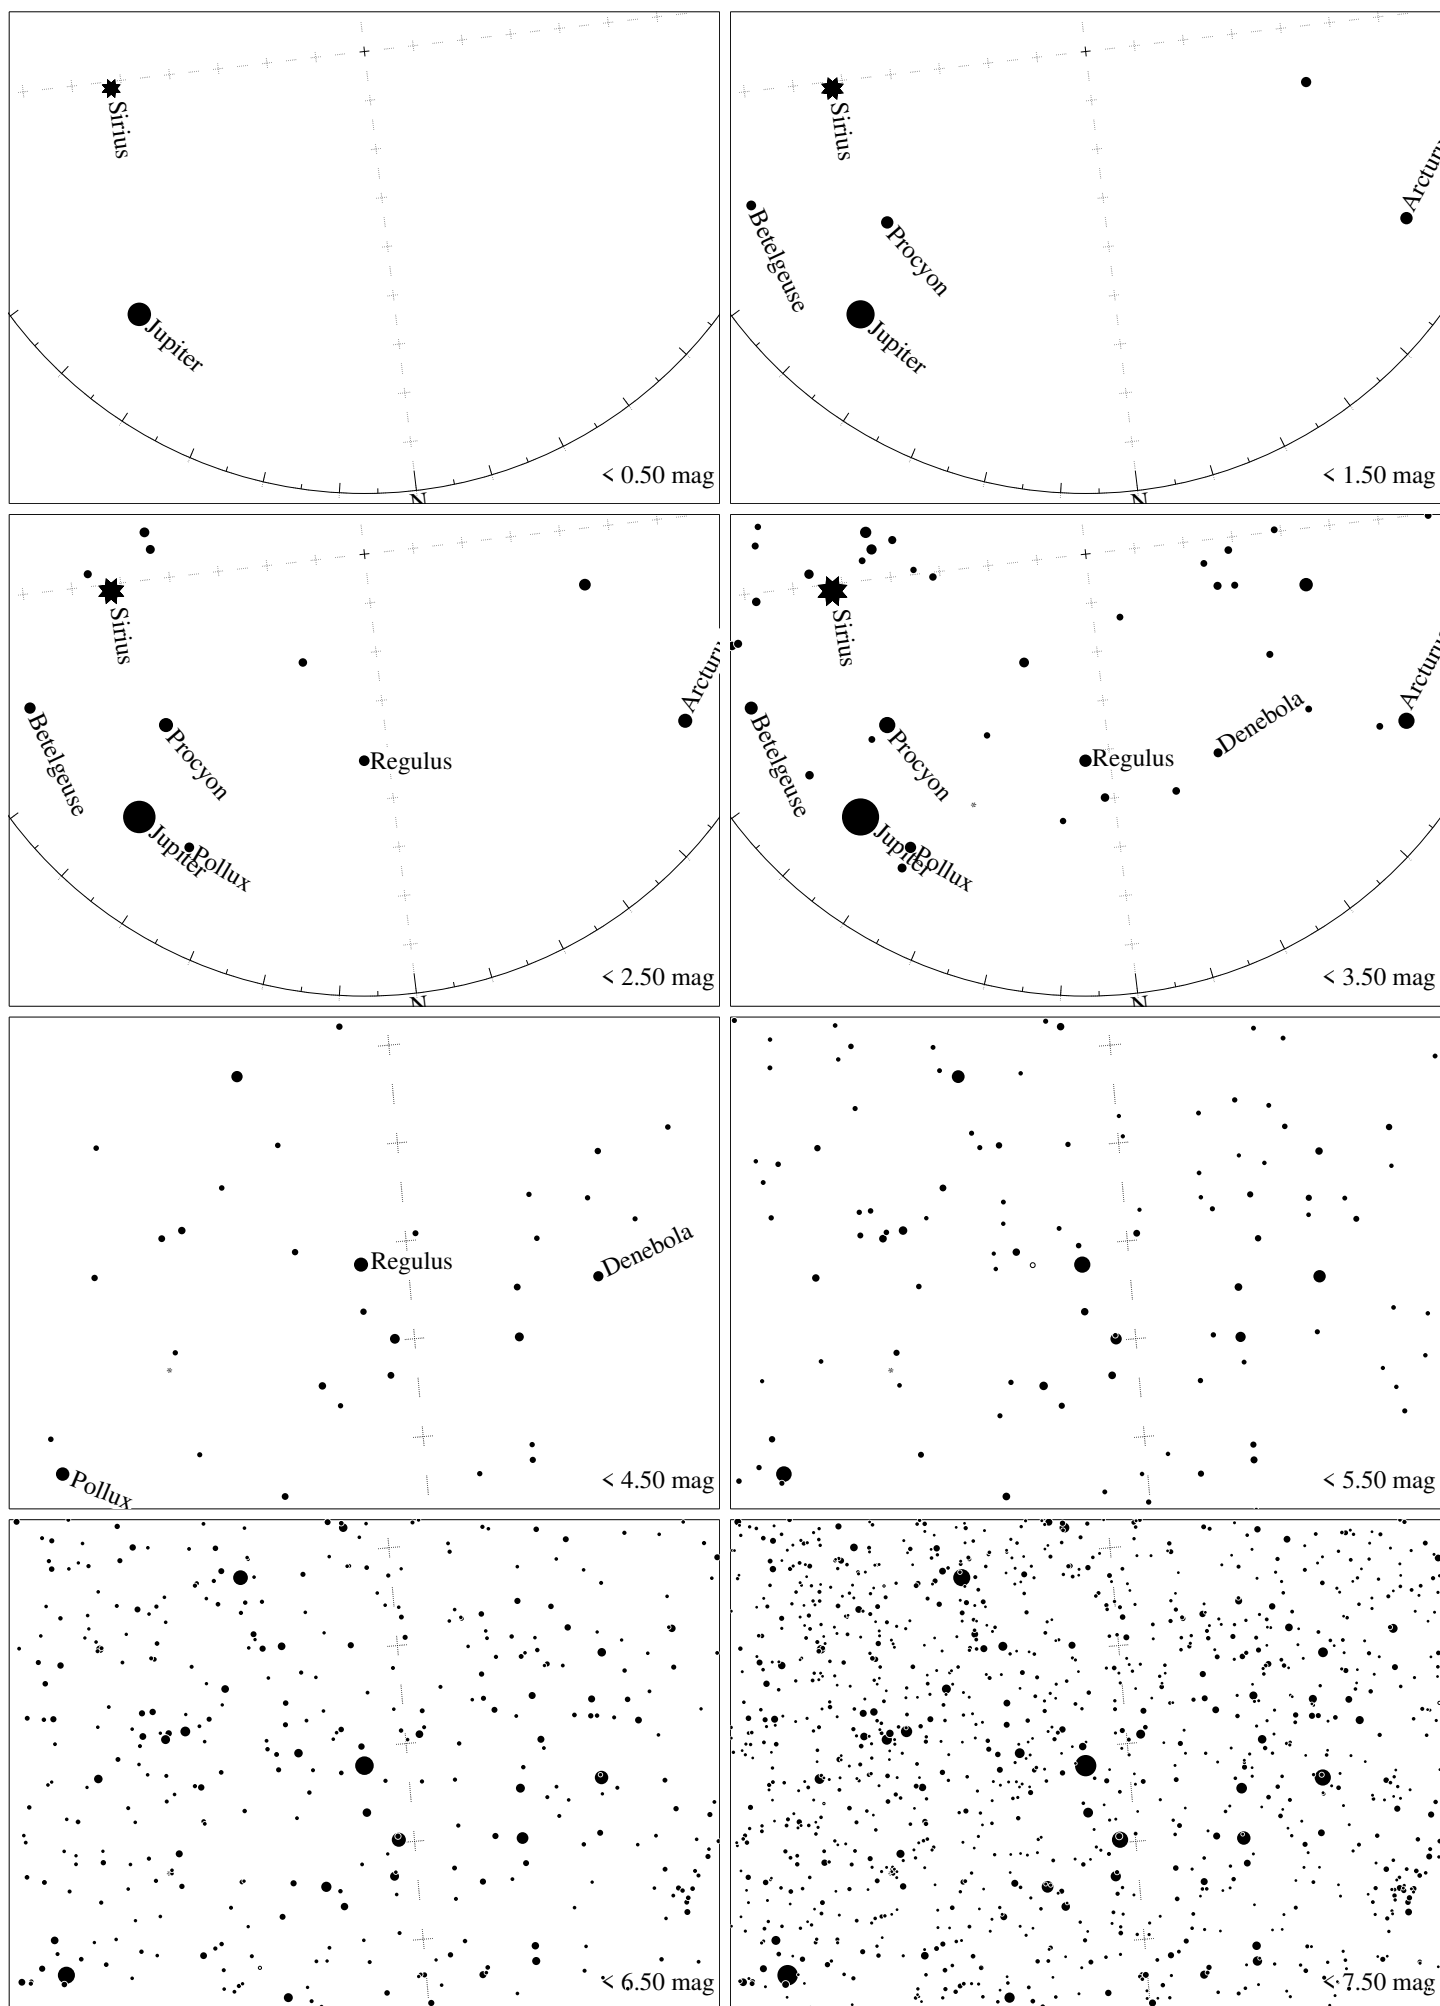 Sirius
Jupiter
N
< 0.50 mag
Sirius
Betelgeuse
Procyon
Jupiter
N
< 1.50 mag
Sirius
Betelgeuse
Procyon
Regulus
Jupiter
Pollux
N
< 2.50 mag
Sirius
Betelgeuse
Procyon
Regulus
Denebola
Jupiter
Pollux
N
< 3.50 mag
Regulus
Denebola
Pollux
< 4.50 mag
< 5.50 mag
< 6.50 mag
< 7.50 mag